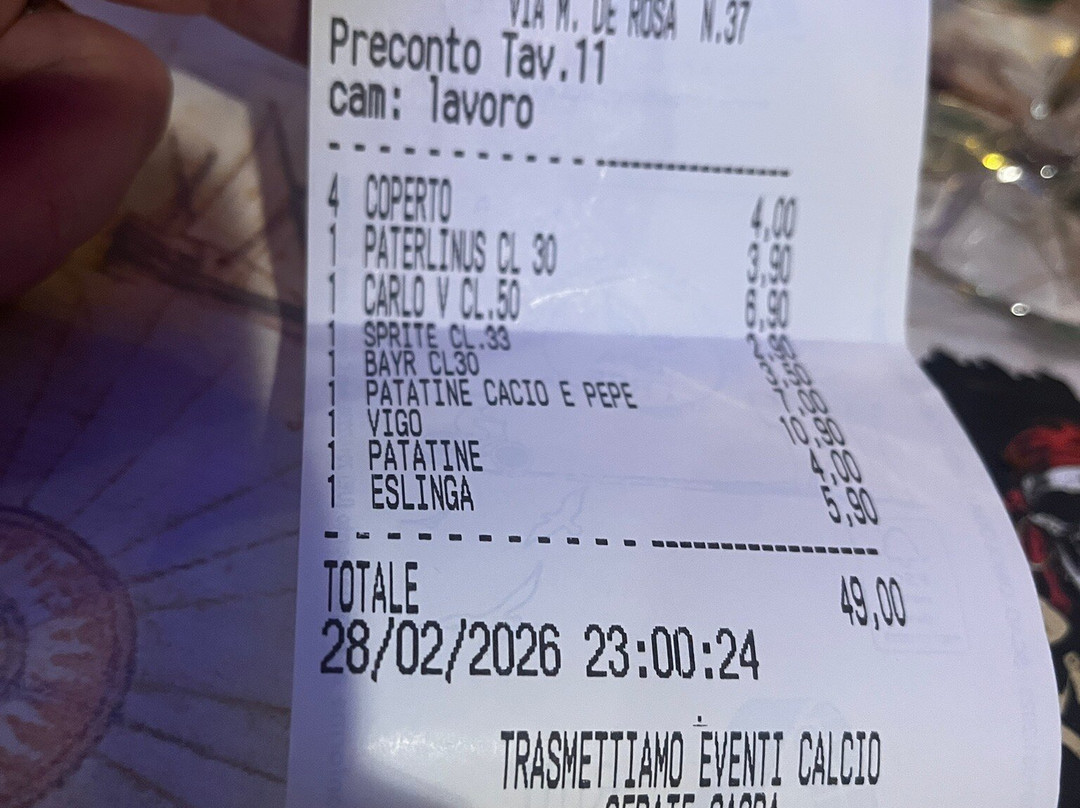 VIA M. DE ROSA N.37
Preconto Tav.11
cam: lavoro
4 COPERTO 4,00
1 PATERLINUS CL 30 3,90
1 CARLO V CL.50 6,90
1 SPRITE CL.33 2,90
1 BAYR CL30 3,50
1 PATATINE CACIO E PEPE 7,00
1 VIGO 10,90
1 PATATINE 4,00
1 ESLINGA 5,90
TOTALE 49,00
28/02/2026 23:00:24
TRASMETTIAMO EVENTI CALCIO